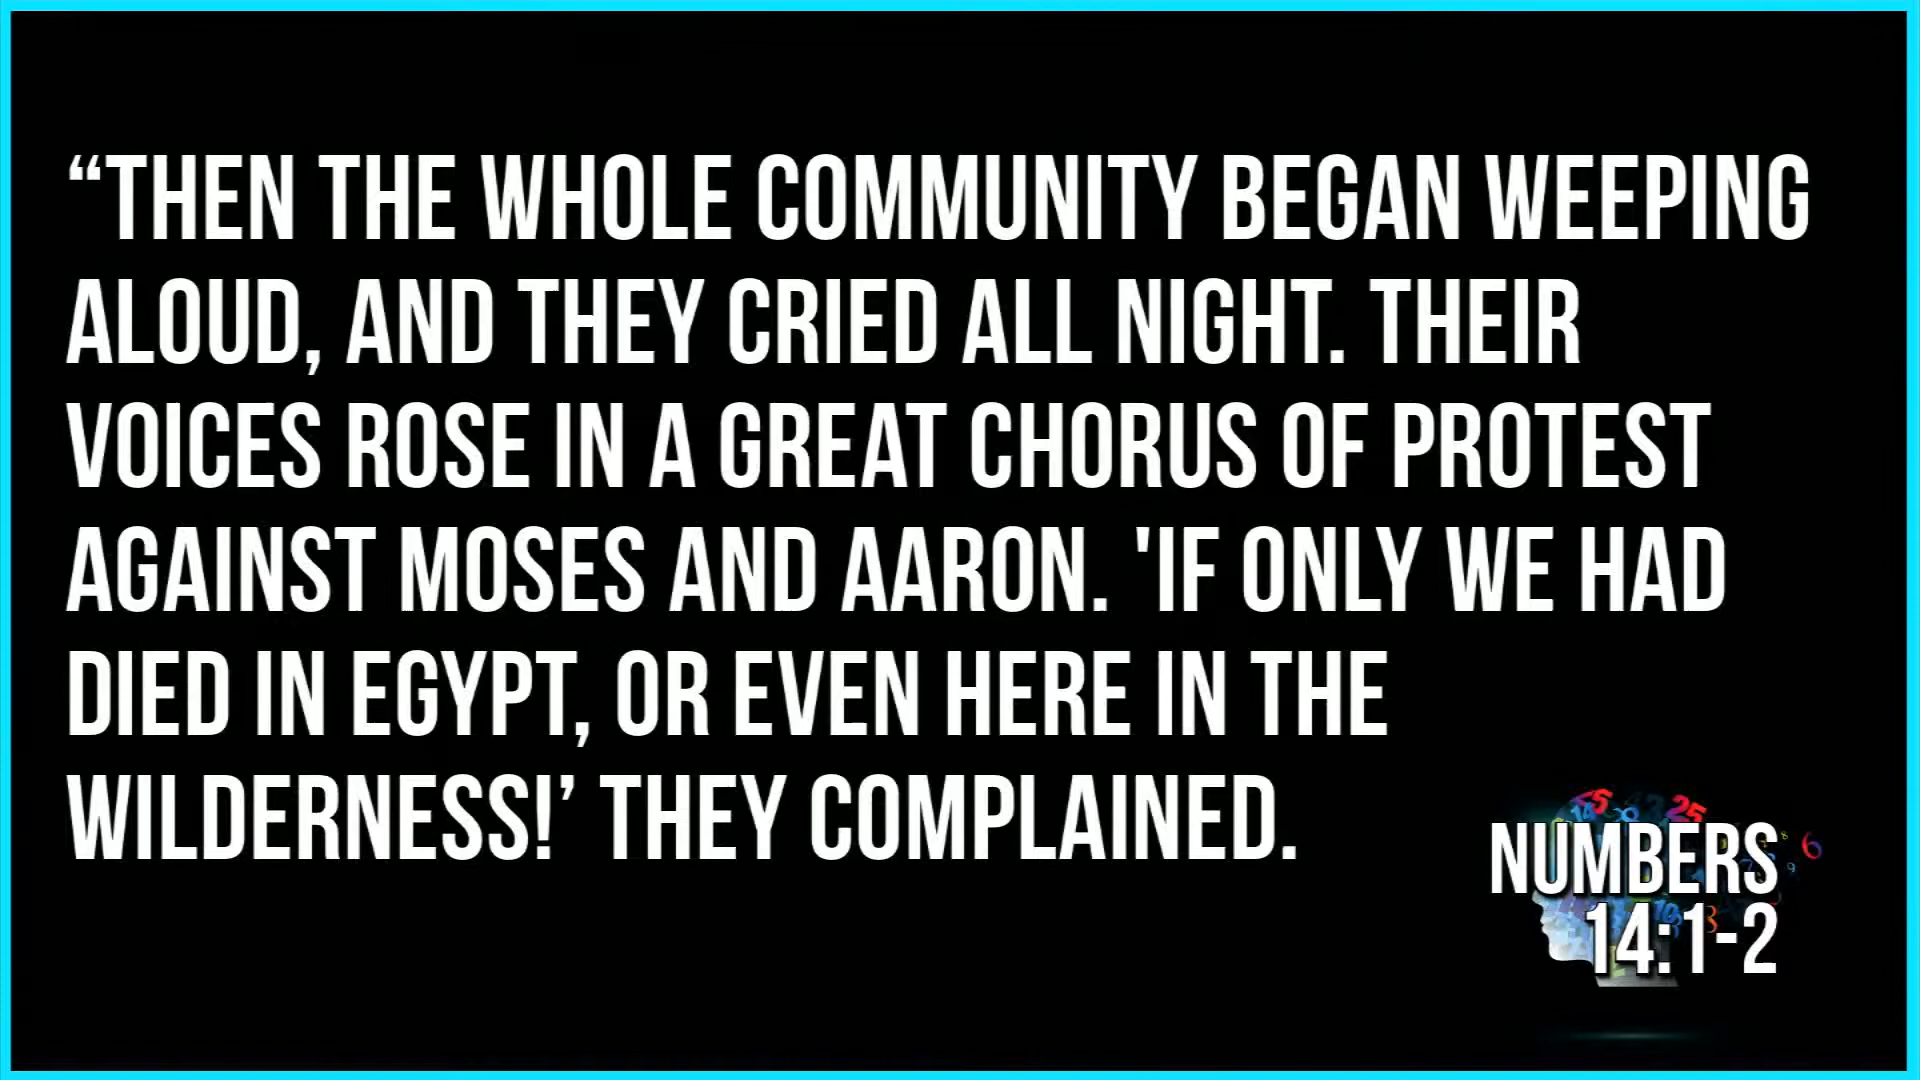 “THEN THE WHOLE COMMUNITY BEGAN WEEPING
ALOUD, AND THEY CRIED ALL NIGHT. THEIR
VOICES ROSE IN A GREAT CHORUS OF PROTEST
AGAINST MOSES AND AARON. 'IF ONLY WE HAD
DIED IN EGYPT, OR EVEN HERE IN THE
WILDERNESS!’ THEY COMPLAINED.
NUMBERS
14:1-2